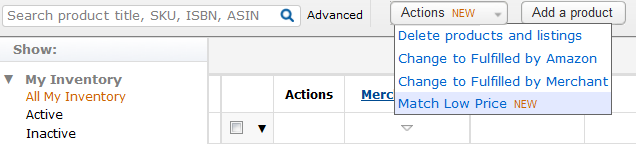 Search product title, SKU, ISBN, ASIN Advanced Actions NEW Add a product
Delete products and listings
Show:
Change to Fulfilled by Amazon
My Inventory
Change to Fulfilled by Merchant
All My Inventory Actions Merc
Match Low Price NEW
Active
Inactive